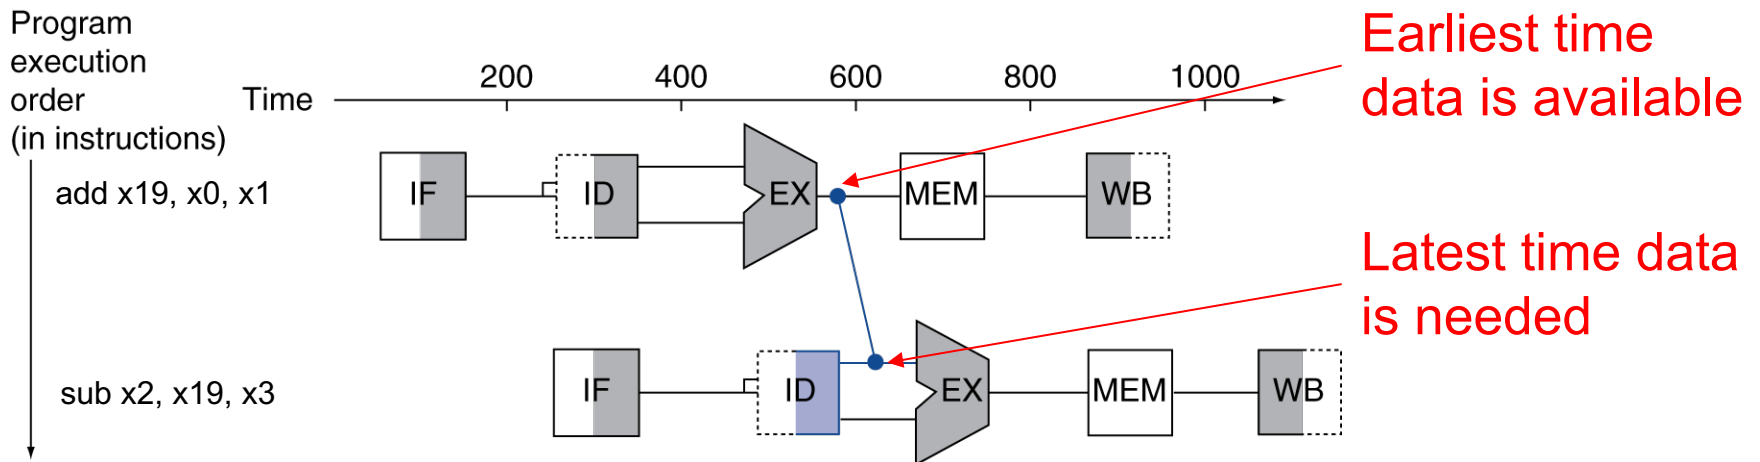 Program
execution
order
(in instructions)
Time
200 400 600 800 1000
Earliest time
data is available
add x19, x0, x1
IF ID EX MEM WB
Latest time data
is needed
sub x2, x19, x3
IF ID EX MEM WB